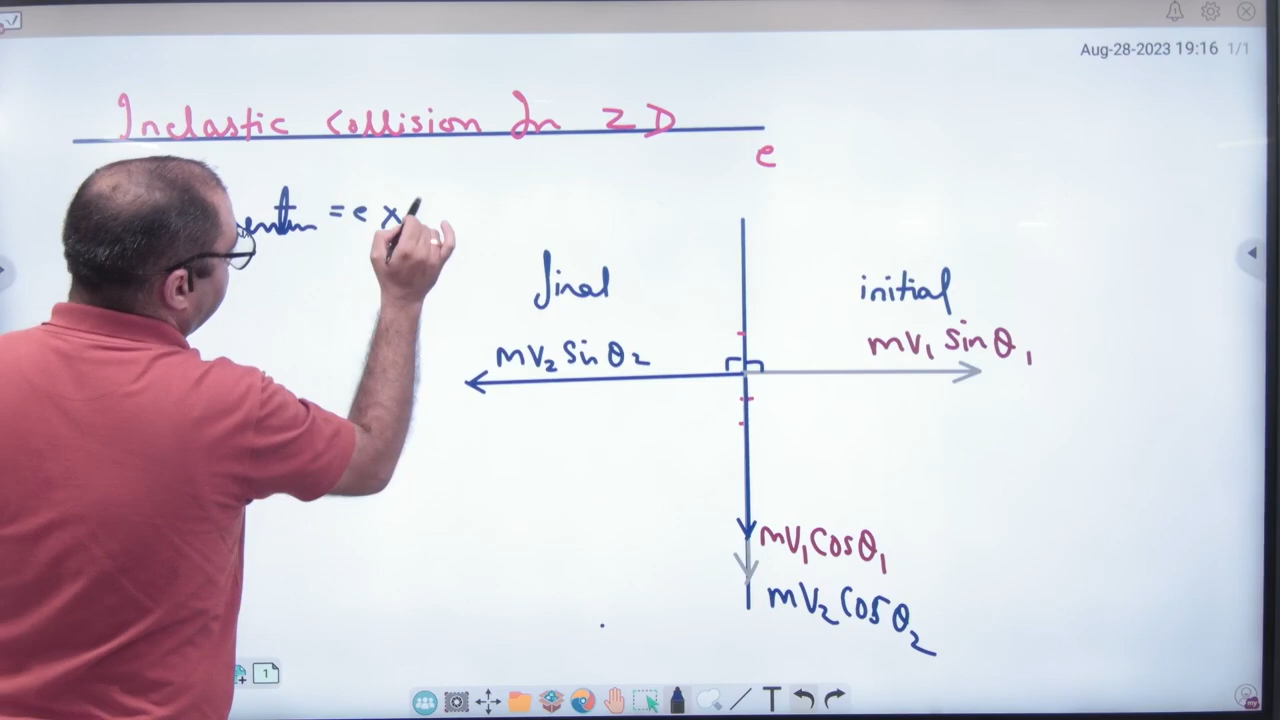 Aug-28-2023 19:16 1/1
Inelastic Collision In 2D
e
= e x
final
initial
mv₂ sin θ₂
mv₁ sin θ₁
mv₁ cos θ₁
mv₂ cos θ₂
1
T